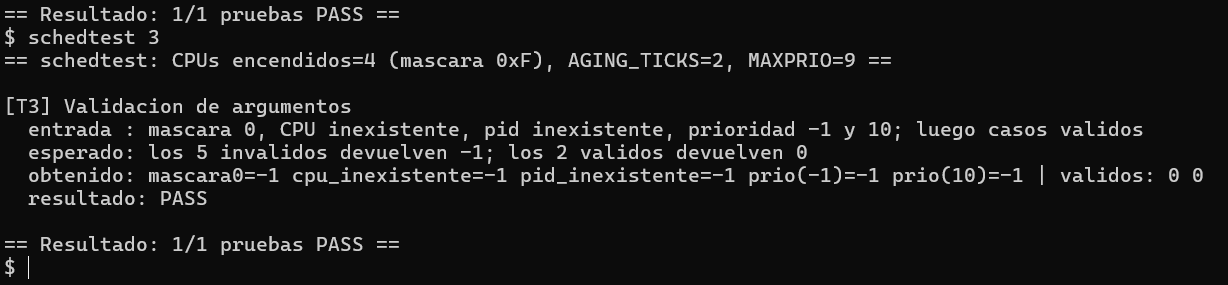 == Resultado: 1/1 pruebas PASS ==
$ schedtest 3
== schedtest: CPUs encendidos=4 (mascara 0xF), AGING_TICKS=2, MAXPRIO=9 ==
[T3] Validacion de argumentos
entrada : mascara 0, CPU inexistente, pid inexistente, prioridad -1 y 10; luego casos validos
esperado: los 5 invalidos devuelven -1; los 2 validos devuelven 0
obtenido: mascara0=-1 cpu_inexistente=-1 pid_inexistente=-1 prio(-1)=-1 prio(10)=-1 | validos: 0 0
resultado: PASS
== Resultado: 1/1 pruebas PASS ==
$